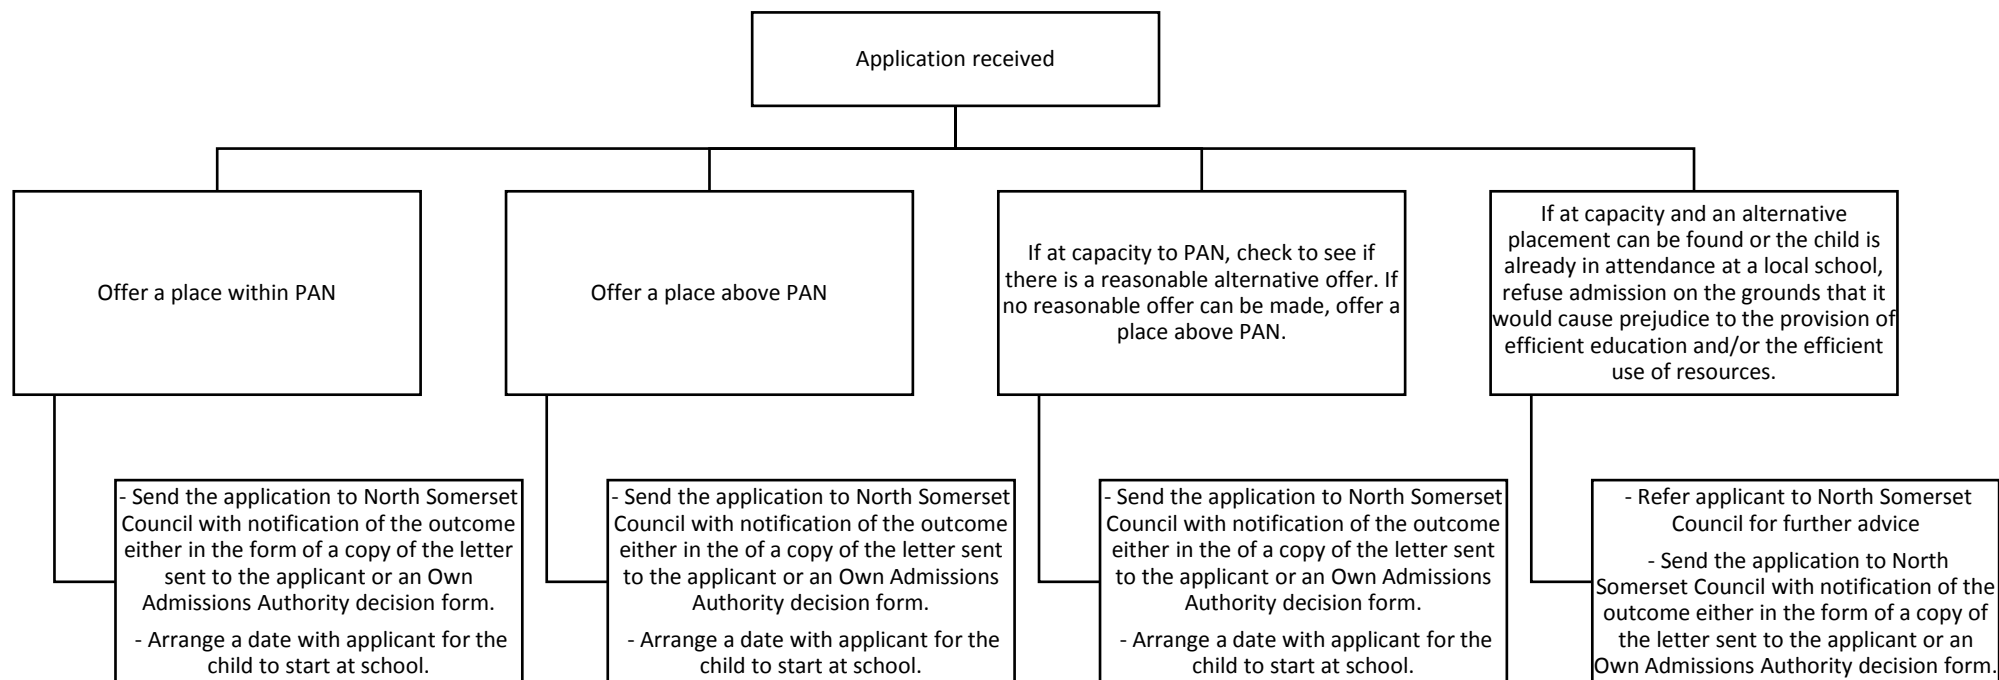 Application received
Offer a place within PAN
Offer a place above PAN
If at capacity to PAN, check to see if
there is a reasonable alternative offer. If
no reasonable offer can be made, offer a
place above PAN.
If at capacity and an alternative
placement can be found or the child is
already in attendance at a local school,
refuse admission on the grounds that it
would cause prejudice to the provision of
efficient education and/or the efficient
use of resources.
- Send the application to North Somerset
Council with notification of the outcome
either in the form of a copy of the letter
sent to the applicant or an Own
Admissions Authority decision form.
- Arrange a date with applicant for the
child to start at school.
- Send the application to North Somerset
Council with notification of the outcome
either in the of a copy of the letter sent
to the applicant or an Own Admissions
Authority decision form.
- Arrange a date with applicant for the
child to start at school.
- Send the application to North Somerset
Council with notification of the outcome
either in the of a copy of the letter sent
to the applicant or an Own Admissions
Authority decision form.
- Arrange a date with applicant for the
child to start at school.
- Refer applicant to North Somerset
Council for further advice
- Send the application to North
Somerset Council with notification of the
outcome either in the form of a copy of
the letter sent to the applicant or an
Own Admissions Authority decision form.